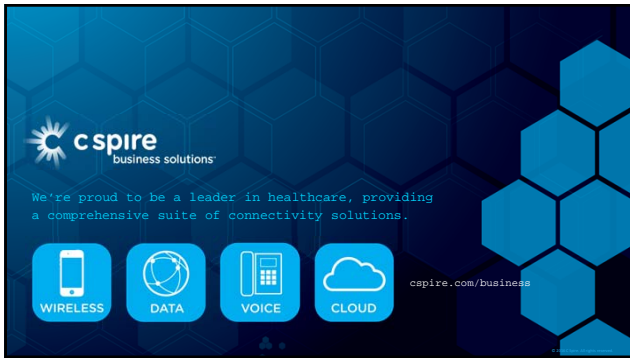 c spire
business solutions℠
We're proud to be a leader in healthcare, providing
a comprehensive suite of connectivity solutions.
WIRELESS DATA VOICE CLOUD
cspire.com/business